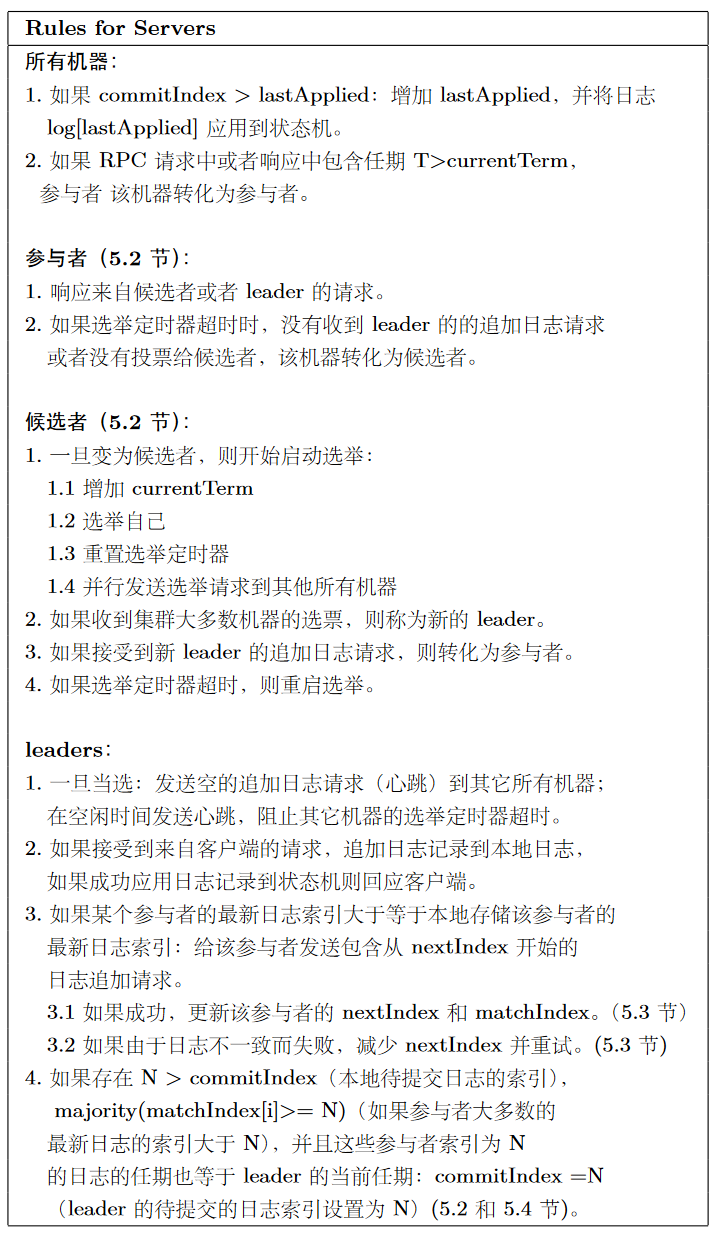 Rules for Servers
所有机器：
1. 如果 commitIndex > lastApplied：增加 lastApplied，并将日志
log[lastApplied] 应用到状态机。
2. 如果 RPC 请求中或者响应中包含任期 T>currentTerm，
参与者 该机器转化为参与者。
参与者（5.2 节）：
1. 响应来自候选者或者 leader 的请求。
2. 如果选举定时器超时时，没有收到 leader 的的追加日志请求
或者没有投票给候选者，该机器转化为候选者。
候选者（5.2 节）：
1. 一旦变为候选者，则开始启动选举：
1.1 增加 currentTerm
1.2 选举自己
1.3 重置选举定时器
1.4 并行发送选举请求到其他所有机器
2. 如果收到集群大多数机器的选票，则称为新的 leader。
3. 如果接受到新 leader 的追加日志请求，则转化为参与者。
4. 如果选举定时器超时，则重启选举。
leaders：
1. 一旦当选：发送空的追加日志请求（心跳）到其它所有机器；
在空闲时间发送心跳，阻止其它机器的选举定时器超时。
2. 如果接受到来自客户端的请求，追加日志记录到本地日志，
如果成功应用日志记录到状态机则回应客户端。
3. 如果某个参与者的最新日志索引大于等于本地存储该参与者的
最新日志索引：给该参与者发送包含从 nextIndex 开始的
日志追加请求。
3.1 如果成功，更新该参与者的 nextIndex 和 matchIndex。（5.3 节）
3.2 如果由于日志不一致而失败，减少 nextIndex 并重试。(5.3 节)
4. 如果存在 N > commitIndex（本地待提交日志的索引），
majority(matchIndex[i]>= N)（如果参与者大多数的
最新日志的索引大于 N），并且这些参与者索引为 N
的日志的任期也等于 leader 的当前任期：commitIndex =N
（leader 的待提交的日志索引设置为 N）(5.2 和 5.4 节)。